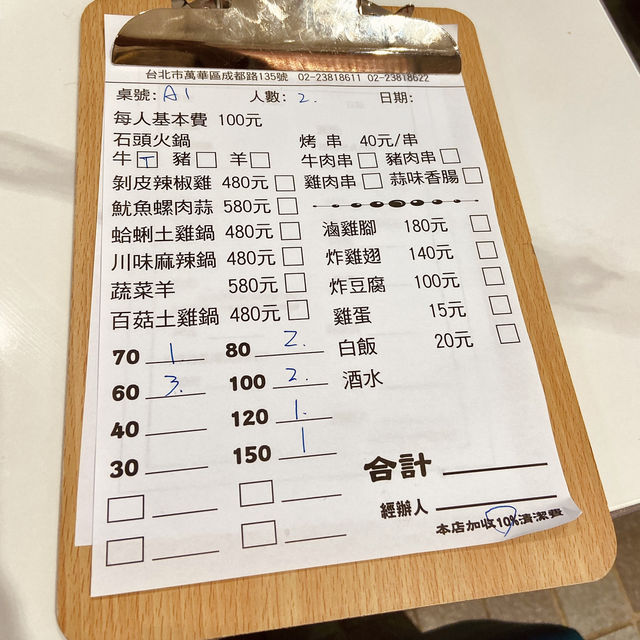 台北市萬華區成都路135號 02-23818611 02-23818622
桌號: A1 人數: 2. 日期:
每人基本費 100元
石頭火鍋 烤 串 40元/串
牛 T 豬 羊 牛肉串 豬肉串
剝皮辣椒雞 480元 雞肉串 蒜味香腸
魷魚螺肉蒜 580元
蛤蜊土雞鍋 480元 滷雞腳 180元
川味麻辣鍋 480元 炸雞翅 140元
蔬菜羊 580元 炸豆腐 100元
百菇土雞鍋 480元 雞蛋 15元
70 1 80 2. 白飯 20元
60 3. 100 2. 酒水
40 120 1.
30 150 1
合計
經辦人
本店加收10%清潔費